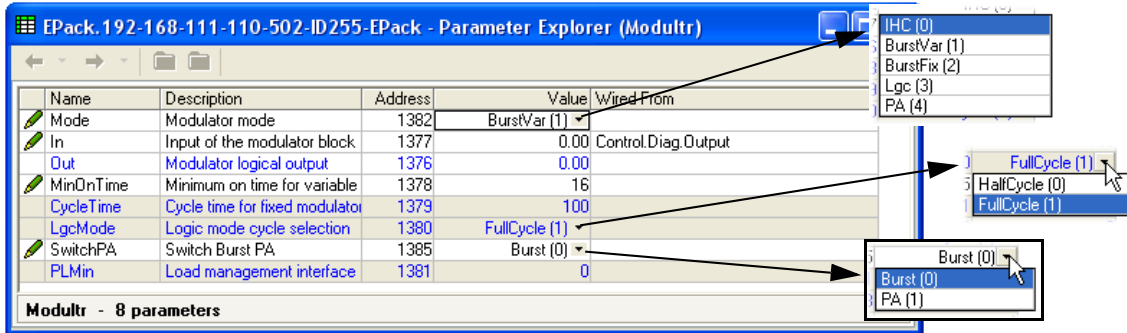 EPack.192-168-111-110-502-ID255-EPack - Parameter Explorer (Modultr)
Name Description Address Value Wired From
Mode Modulator mode 1382 BurstVar (1)
In Input of the modulator block 1377 0.00 Control.Diag.Output
Out Modulator logical output 1376 0.00
MinOnTime Minimum on time for variable 1378 16
CycleTime Cycle time for fixed modulator 1379 100
LgcMode Logic mode cycle selection 1380 FullCycle (1)
SwitchPA Switch Burst PA 1385 Burst (0)
PLMin Load management interface 1381 0
Modultr - 8 parameters
IHC (0)
BurstVar (1)
BurstFix (2)
Lgc (3)
PA (4)
FullCycle (1)
HalfCycle (0)
FullCycle (1)
Burst (0)
Burst (0)
PA (1)